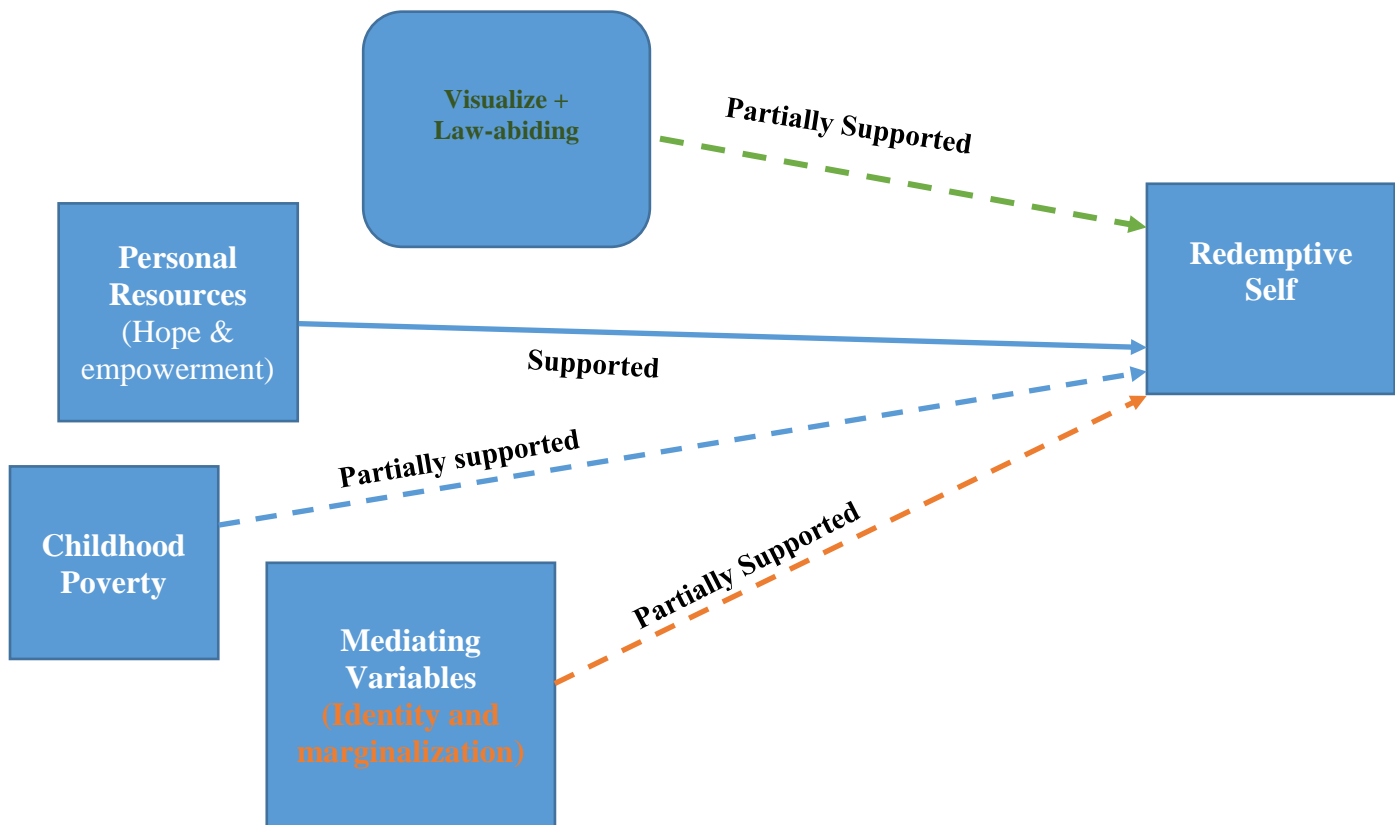 Visualize +
Law-abiding
Partially Supported
Redemptive
Self
Personal
Resources
(Hope &
empowerment)
Supported
Partially supported
Childhood
Poverty
Partially Supported
Mediating
Variables
(Identity and
marginalization)